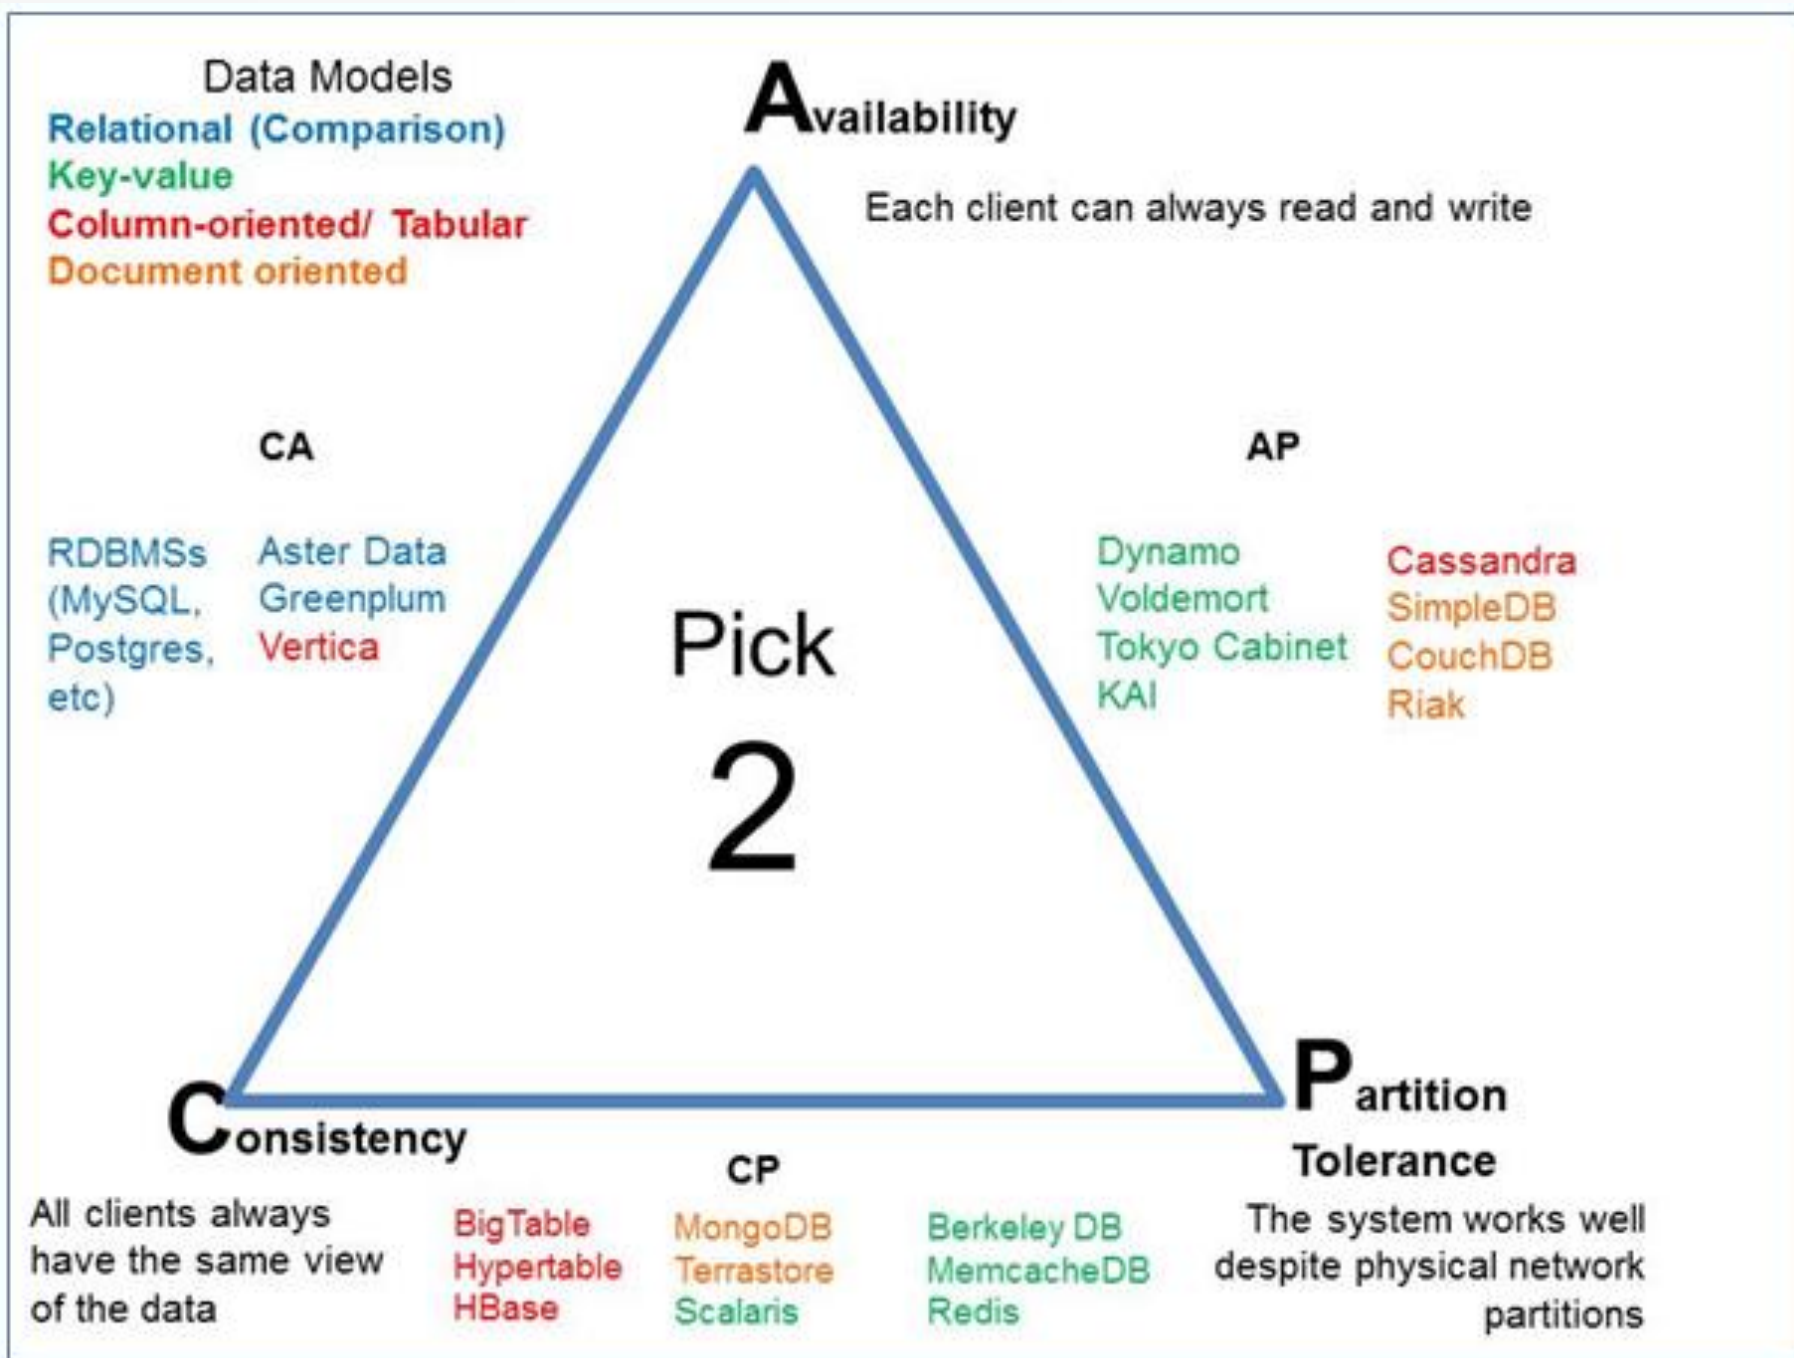 Data Models
Relational (Comparison)
Key-value
Column-oriented/ Tabular
Document oriented
Availability
Each client can always read and write
CA
RDBMSs
(MySQL,
Postgres,
etc)
Aster Data
Greenplum
Vertica
Pick
2
AP
Dynamo
Voldemort
Tokyo Cabinet
KAI
Cassandra
SimpleDB
CouchDB
Riak
Consistency
All clients always
have the same view
of the data
CP
BigTable
Hypertable
HBase
MongoDB
Terrastore
Scalaris
Berkeley DB
MemcacheDB
Redis
Partition
Tolerance
The system works well
despite physical network
partitions